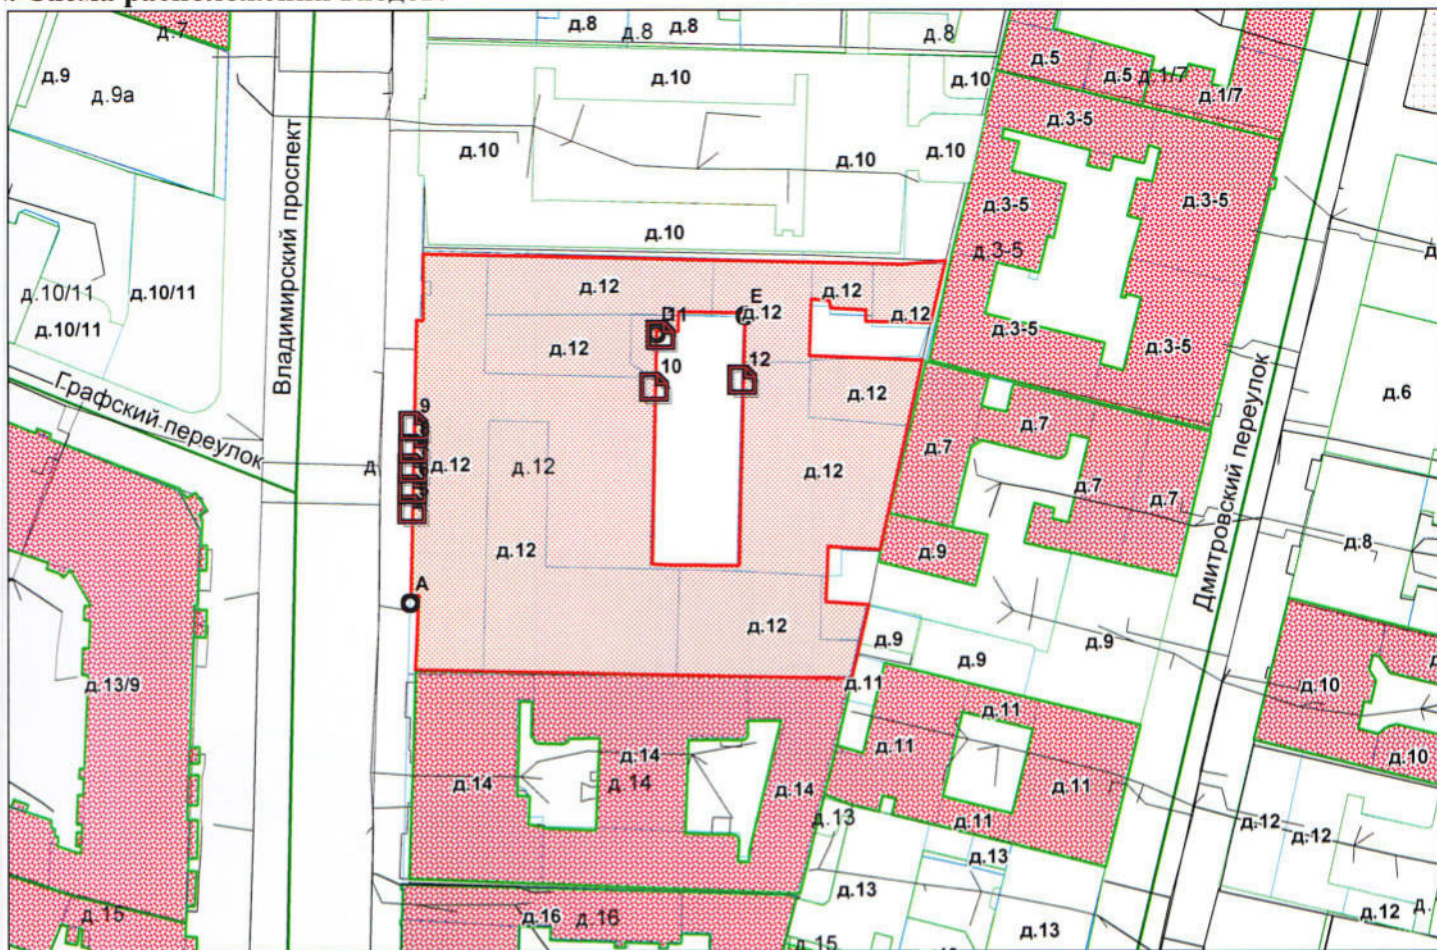 д.7
д.8
д.8
д.8
д.8
д.9
д.9а
д.10
д.10
д.5
д.5
д.1/7
д.1/7
д.3-5
д.10
д.10
д.10
д.3-5
д.3-5
д.3-5
д.10
д.10/11
д.10/11
д.10/11
Владимирский проспект
д.12
д.12
Е
д.12
д.12
д.3-5
д.3-5
д.12
10
12
д.12
д.6
Графский переулок
9
д.7
д.7
Дмитровский переулок
д.12
д.12
д.12
д.7
д.7
д.12
д.9
д.8
А
д.12
д.9
д.9
д.9
д.13/9
д.11
д.11
д.10
д.11
д.14
д.14
д.14
д.14
д.11
д.10
д.13
д.11
д.12
д.12
д.13
д.13
д.15
д.16
д.16
д.13
д.12
д.15